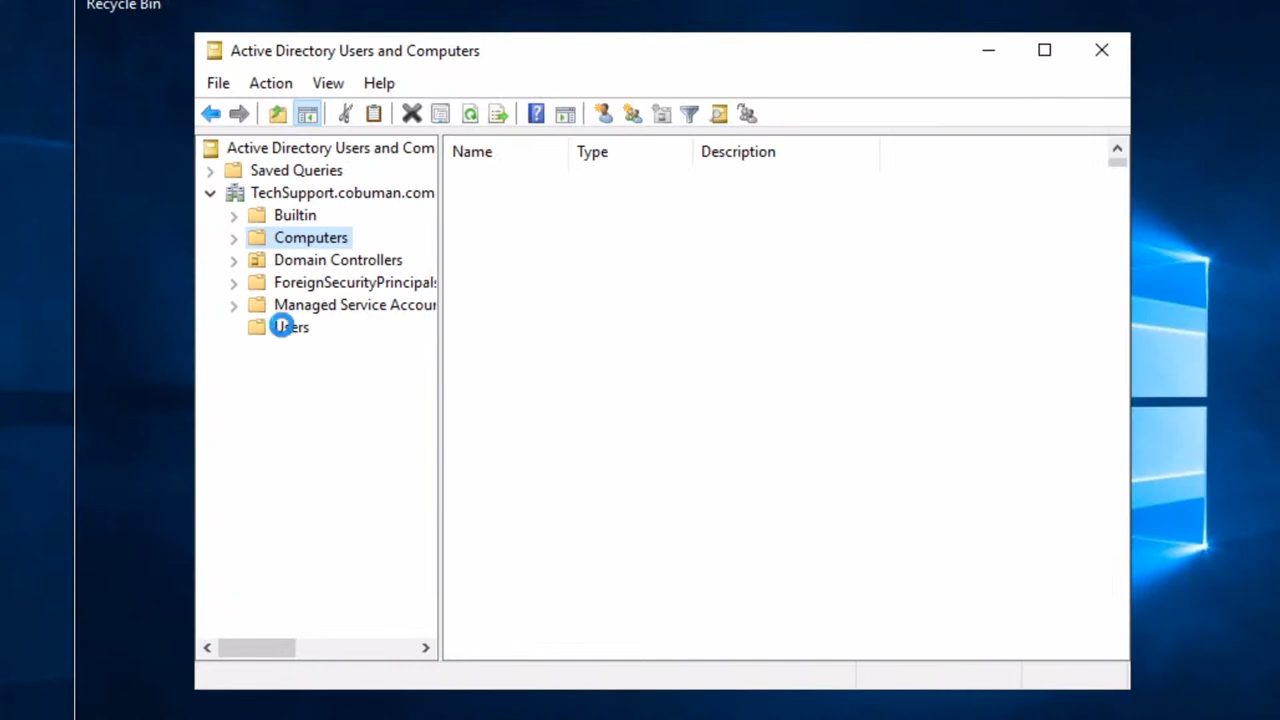 Recycle Bin
Active Directory Users and Computers
File Action View Help
Active Directory Users and Com
Name Type Description
Saved Queries
TechSupport.cobuman.com
Builtin
Computers
Domain Controllers
ForeignSecurityPrincipals
Managed Service Accour
Users